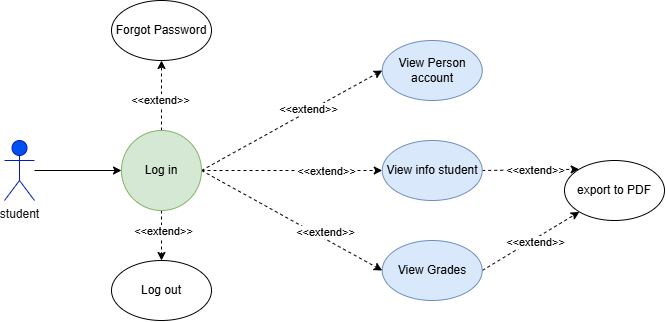 Forgot Password
<<extend>>
View Person
account
<<extend>>
student
Log in
<<extend>>
View info student
<<extend>>
export to PDF
<<extend>>
<<extend>>
<<extend>>
View Grades
Log out